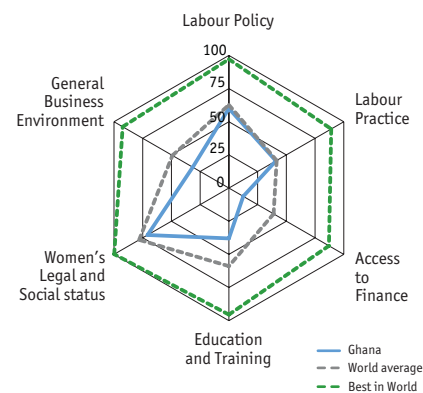 Labour Policy
100
75
50
25
0
General
Business
Environment
Labour
Practice
Women's
Legal and
Social status
Access
to
Finance
Education
and Training
Ghana
World average
Best in World